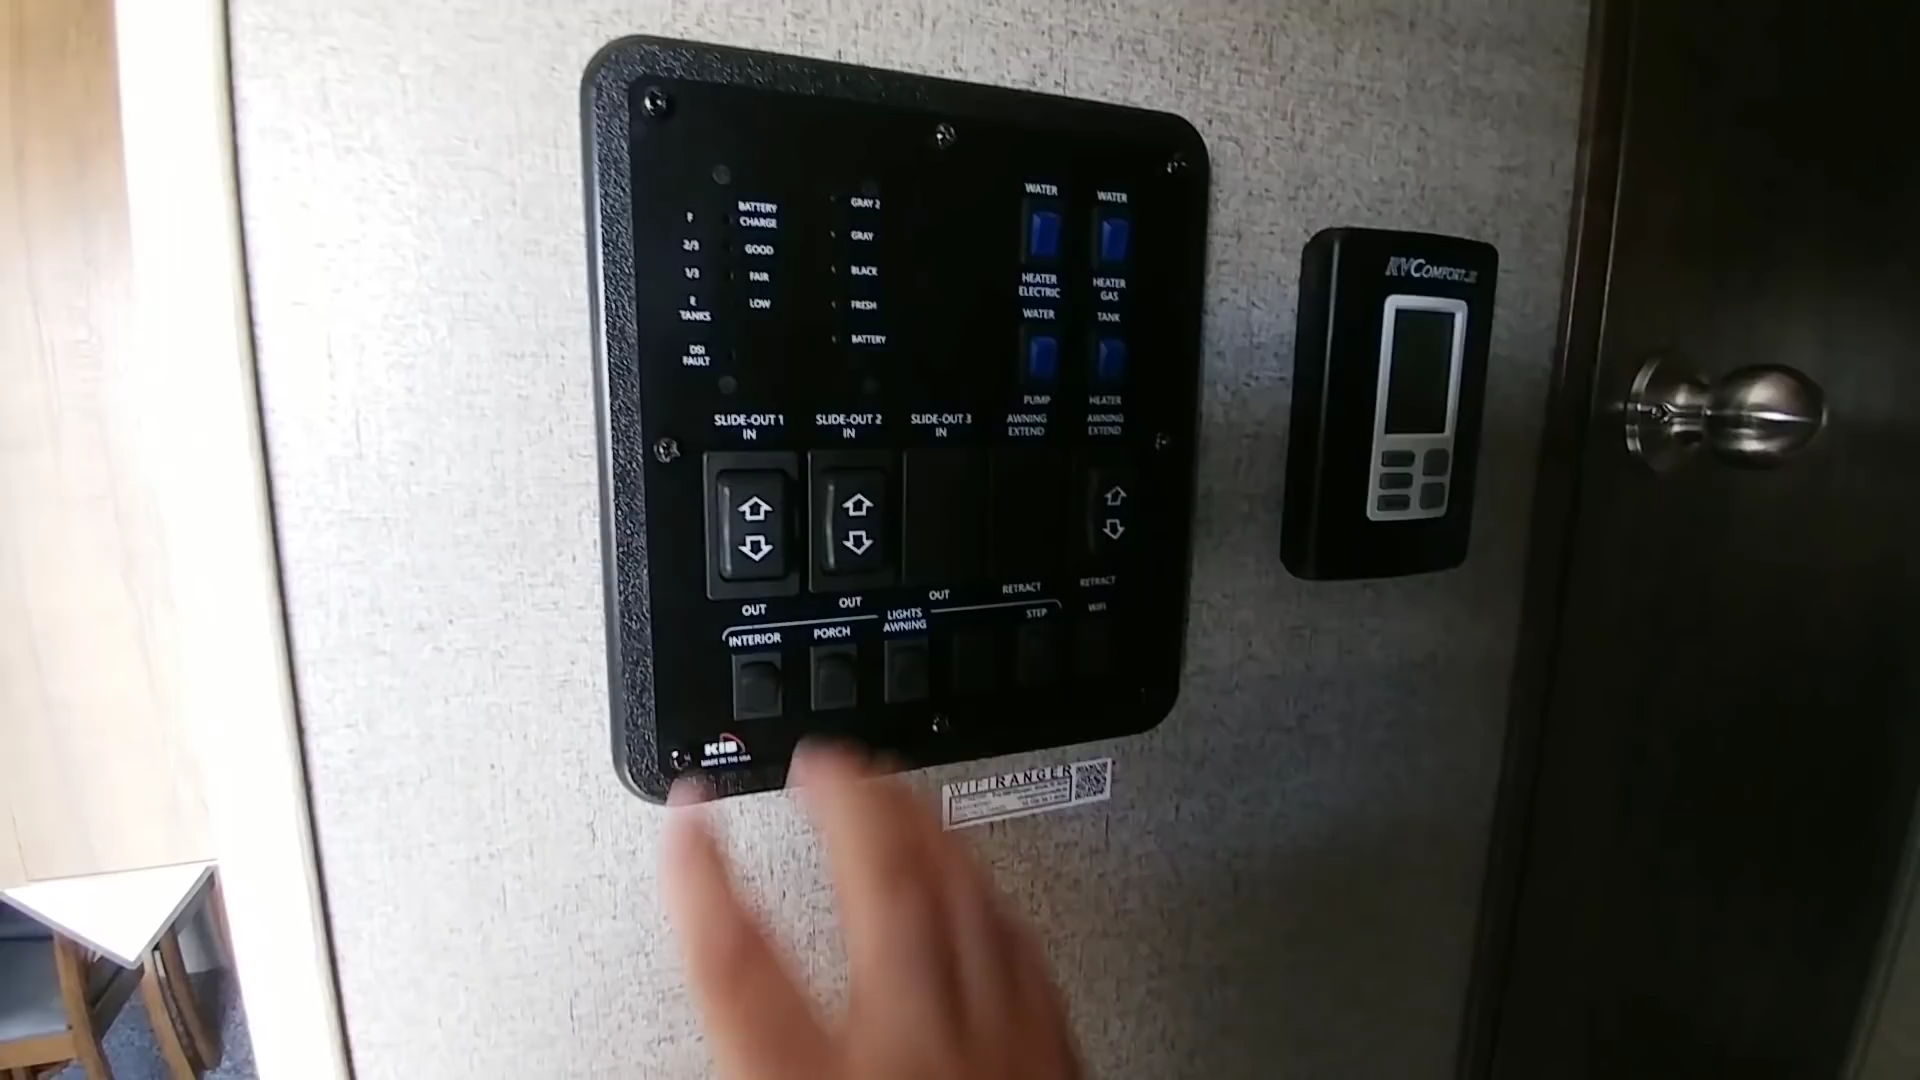 BATTERY
CHARGE
GOOD
FAIR
LOW
F
2/3
1/3
E
TANKS
DSI
FAULT
GRAY 2
GRAY
BLACK
FRESH
BATTERY
WATER
HEATER
ELECTRIC
WATER
HEATER
GAS
WATER
PUMP
TANK
HEATER
SLIDE-OUT 1
IN
SLIDE-OUT 2
IN
SLIDE-OUT 3
IN
AWNING
EXTEND
AWNING
EXTEND
OUT
OUT
OUT
RETRACT
RETRACT
LIGHTS
INTERIOR
PORCH
AWNING
STEP
WIFI
KIB
MADE IN THE USA
WIFIRANGER
RVCOMFORT